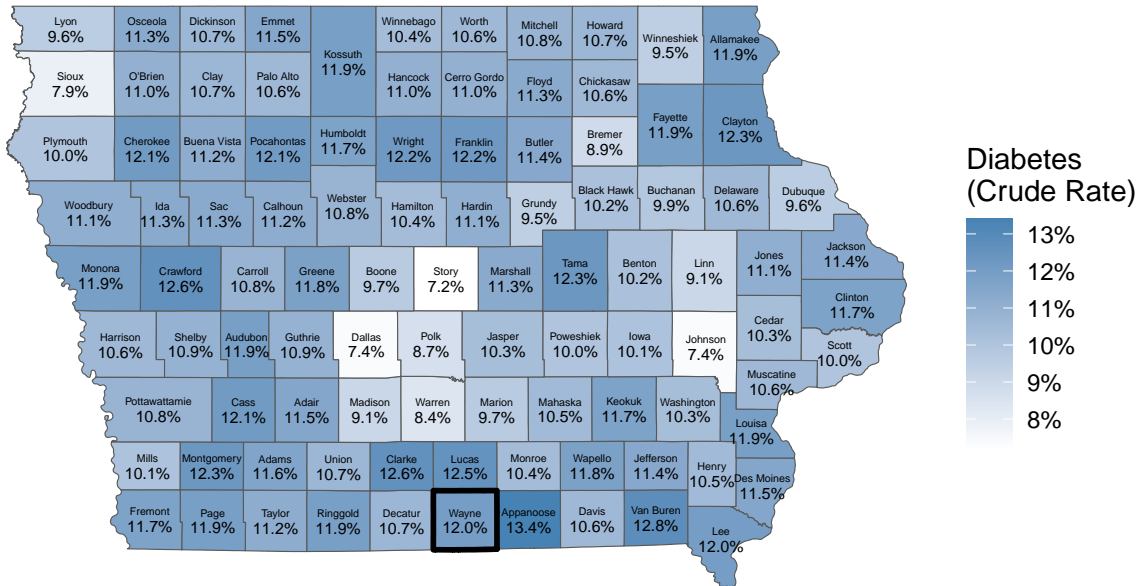 Lyon
9.6%
Osceola
11.3%
Dickinson
10.7%
Emmet
11.5%
Kossuth
11.9%
Winnebago
10.4%
Worth
10.6%
Mitchell
10.8%
Howard
10.7%
Winneshiek
9.5%
Allamakee
11.9%
Sioux
7.9%
O'Brien
11.0%
Clay
10.7%
Palo Alto
10.6%
Hancock
11.0%
Cerro Gordo
11.0%
Floyd
11.3%
Chickasaw
10.6%
Fayette
11.9%
Clayton
12.3%
Plymouth
10.0%
Cherokee
12.1%
Buena Vista
11.2%
Pocahontas
12.1%
Humboldt
11.7%
Wright
12.2%
Franklin
12.2%
Butler
11.4%
Bremer
8.9%
Woodbury
11.1%
Ida
11.3%
Sac
11.3%
Calhoun
11.2%
Webster
10.8%
Hamilton
10.4%
Hardin
11.1%
Grundy
9.5%
Black Hawk
10.2%
Buchanan
9.9%
Delaware
10.6%
Dubuque
9.6%
Monona
11.9%
Crawford
12.6%
Carroll
10.8%
Greene
11.8%
Boone
9.7%
Story
7.2%
Marshall
11.3%
Tama
12.3%
Benton
10.2%
Linn
9.1%
Jones
11.1%
Jackson
11.4%
Clinton
11.7%
Harrison
10.6%
Shelby
10.9%
Audubon
11.9%
Guthrie
10.9%
Dallas
7.4%
Polk
8.7%
Jasper
10.3%
Poweshiek
10.0%
Iowa
10.1%
Johnson
7.4%
Cedar
10.3%
Scott
10.0%
Muscatine
10.6%
Pottawattamie
10.8%
Cass
12.1%
Adair
11.5%
Madison
9.1%
Warren
8.4%
Marion
9.7%
Mahaska
10.5%
Keokuk
11.7%
Washington
10.3%
Louisa
11.9%
Mills
10.1%
Montgomery
12.3%
Adams
11.6%
Union
10.7%
Clarke
12.6%
Lucas
12.5%
Monroe
10.4%
Wapello
11.8%
Jefferson
11.4%
Henry
10.5%
Des Moines
11.5%
Fremont
11.7%
Page
11.9%
Taylor
11.2%
Ringgold
11.9%
Decatur
10.7%
Wayne
12.0%
Appanoose
13.4%
Davis
10.6%
Van Buren
12.8%
Lee
12.0%
Diabetes
(Crude Rate)
13%
12%
11%
10%
9%
8%